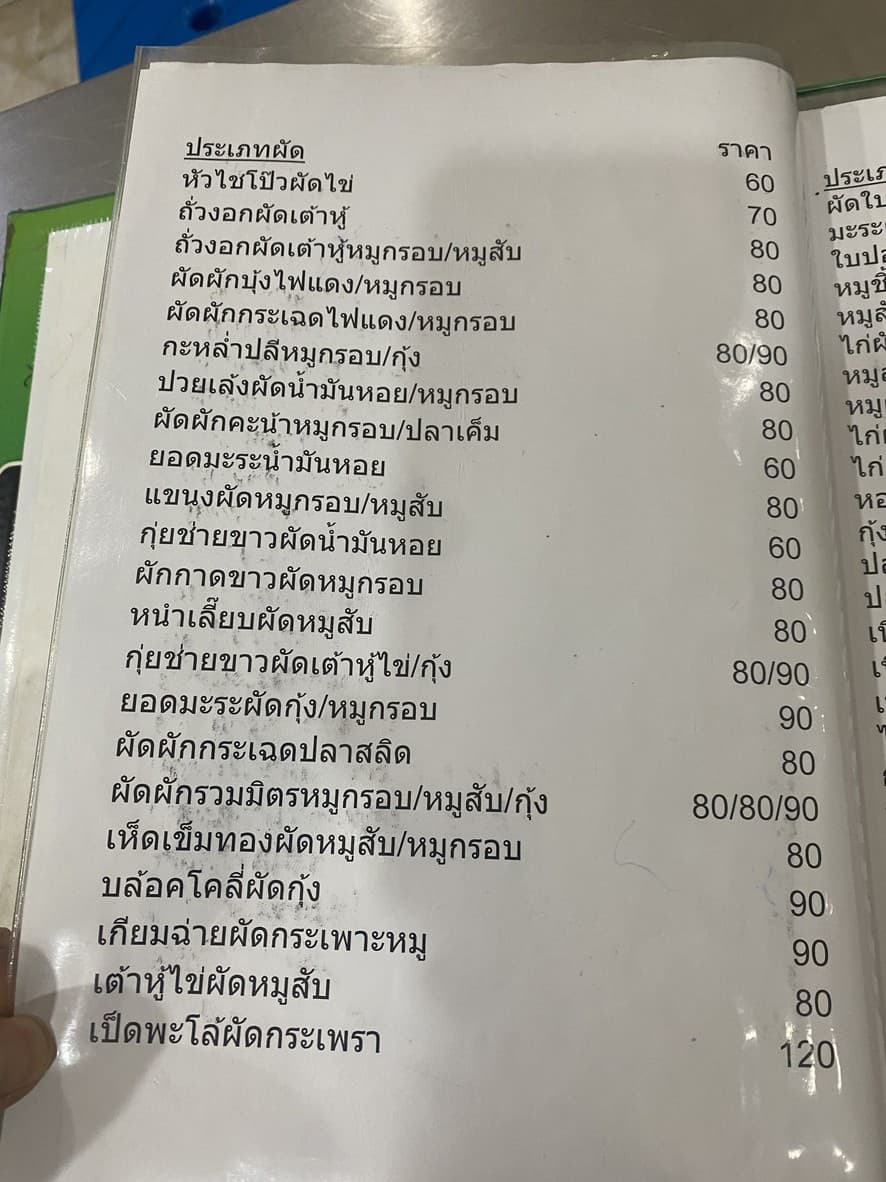 ประเภทผัด ราคา
หัวไชโป๊วผัดไข่ 60
ถั่วงอกผัดเต้าหู้ 70
ถั่วงอกผัดเต้าหู้หมูกรอบ/หมูสับ 80
ผัดผักบุ้งไฟแดง/หมูกรอบ 80
ผัดผักกระเฉดไฟแดง/หมูกรอบ 80
กะหล่ำปลีหมูกรอบ/กุ้ง 80/90
ปวยเล้งผัดน้ำมันหอย/หมูกรอบ 80
ผัดผักคะน้าหมูกรอบ/ปลาเค็ม 80
ยอดมะระน้ำมันหอย 60
แขนงผัดหมูกรอบ/หมูสับ 80
กุ่ยช่ายขาวผัดน้ำมันหอย 60
ผักกาดขาวผัดหมูกรอบ 80
หนำเลี๊ยบผัดหมูสับ 80
กุ่ยช่ายขาวผัดเต้าหู้ไข่/กุ้ง 80/90
ยอดมะระผัดกุ้ง/หมูกรอบ 90
ผัดผักกระเฉดปลาสลิด 80
ผัดผักรวมมิตรหมูกรอบ/หมูสับ/กุ้ง 80/80/90
เห็ดเข็มทองผัดหมูสับ/หมูกรอบ 80
บล้อคโคลี่ผัดกุ้ง 90
เกียมฉ่ายผัดกระเพาะหมู 90
เต้าหู้ไข่ผัดหมูสับ 80
เป็ดพะโล้ผัดกระเพรา 120